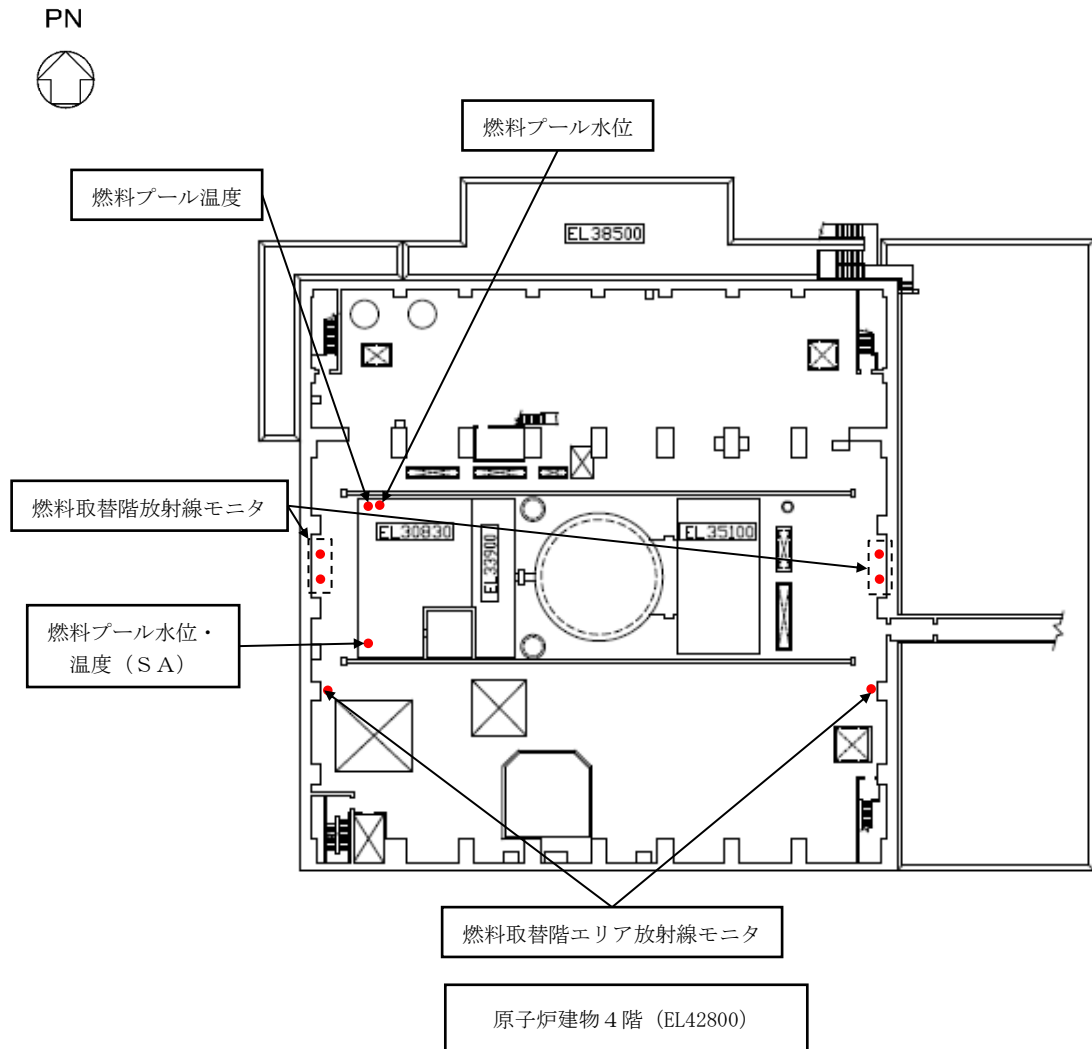 PN
燃料プール水位
燃料プール温度
EL38500
燃料取替階放射線モニタ
EL30830
EL33900
EL35100
燃料プール水位・
温度（ＳＡ）
燃料取替階エリア放射線モニタ
原子炉建物４階（EL42800）